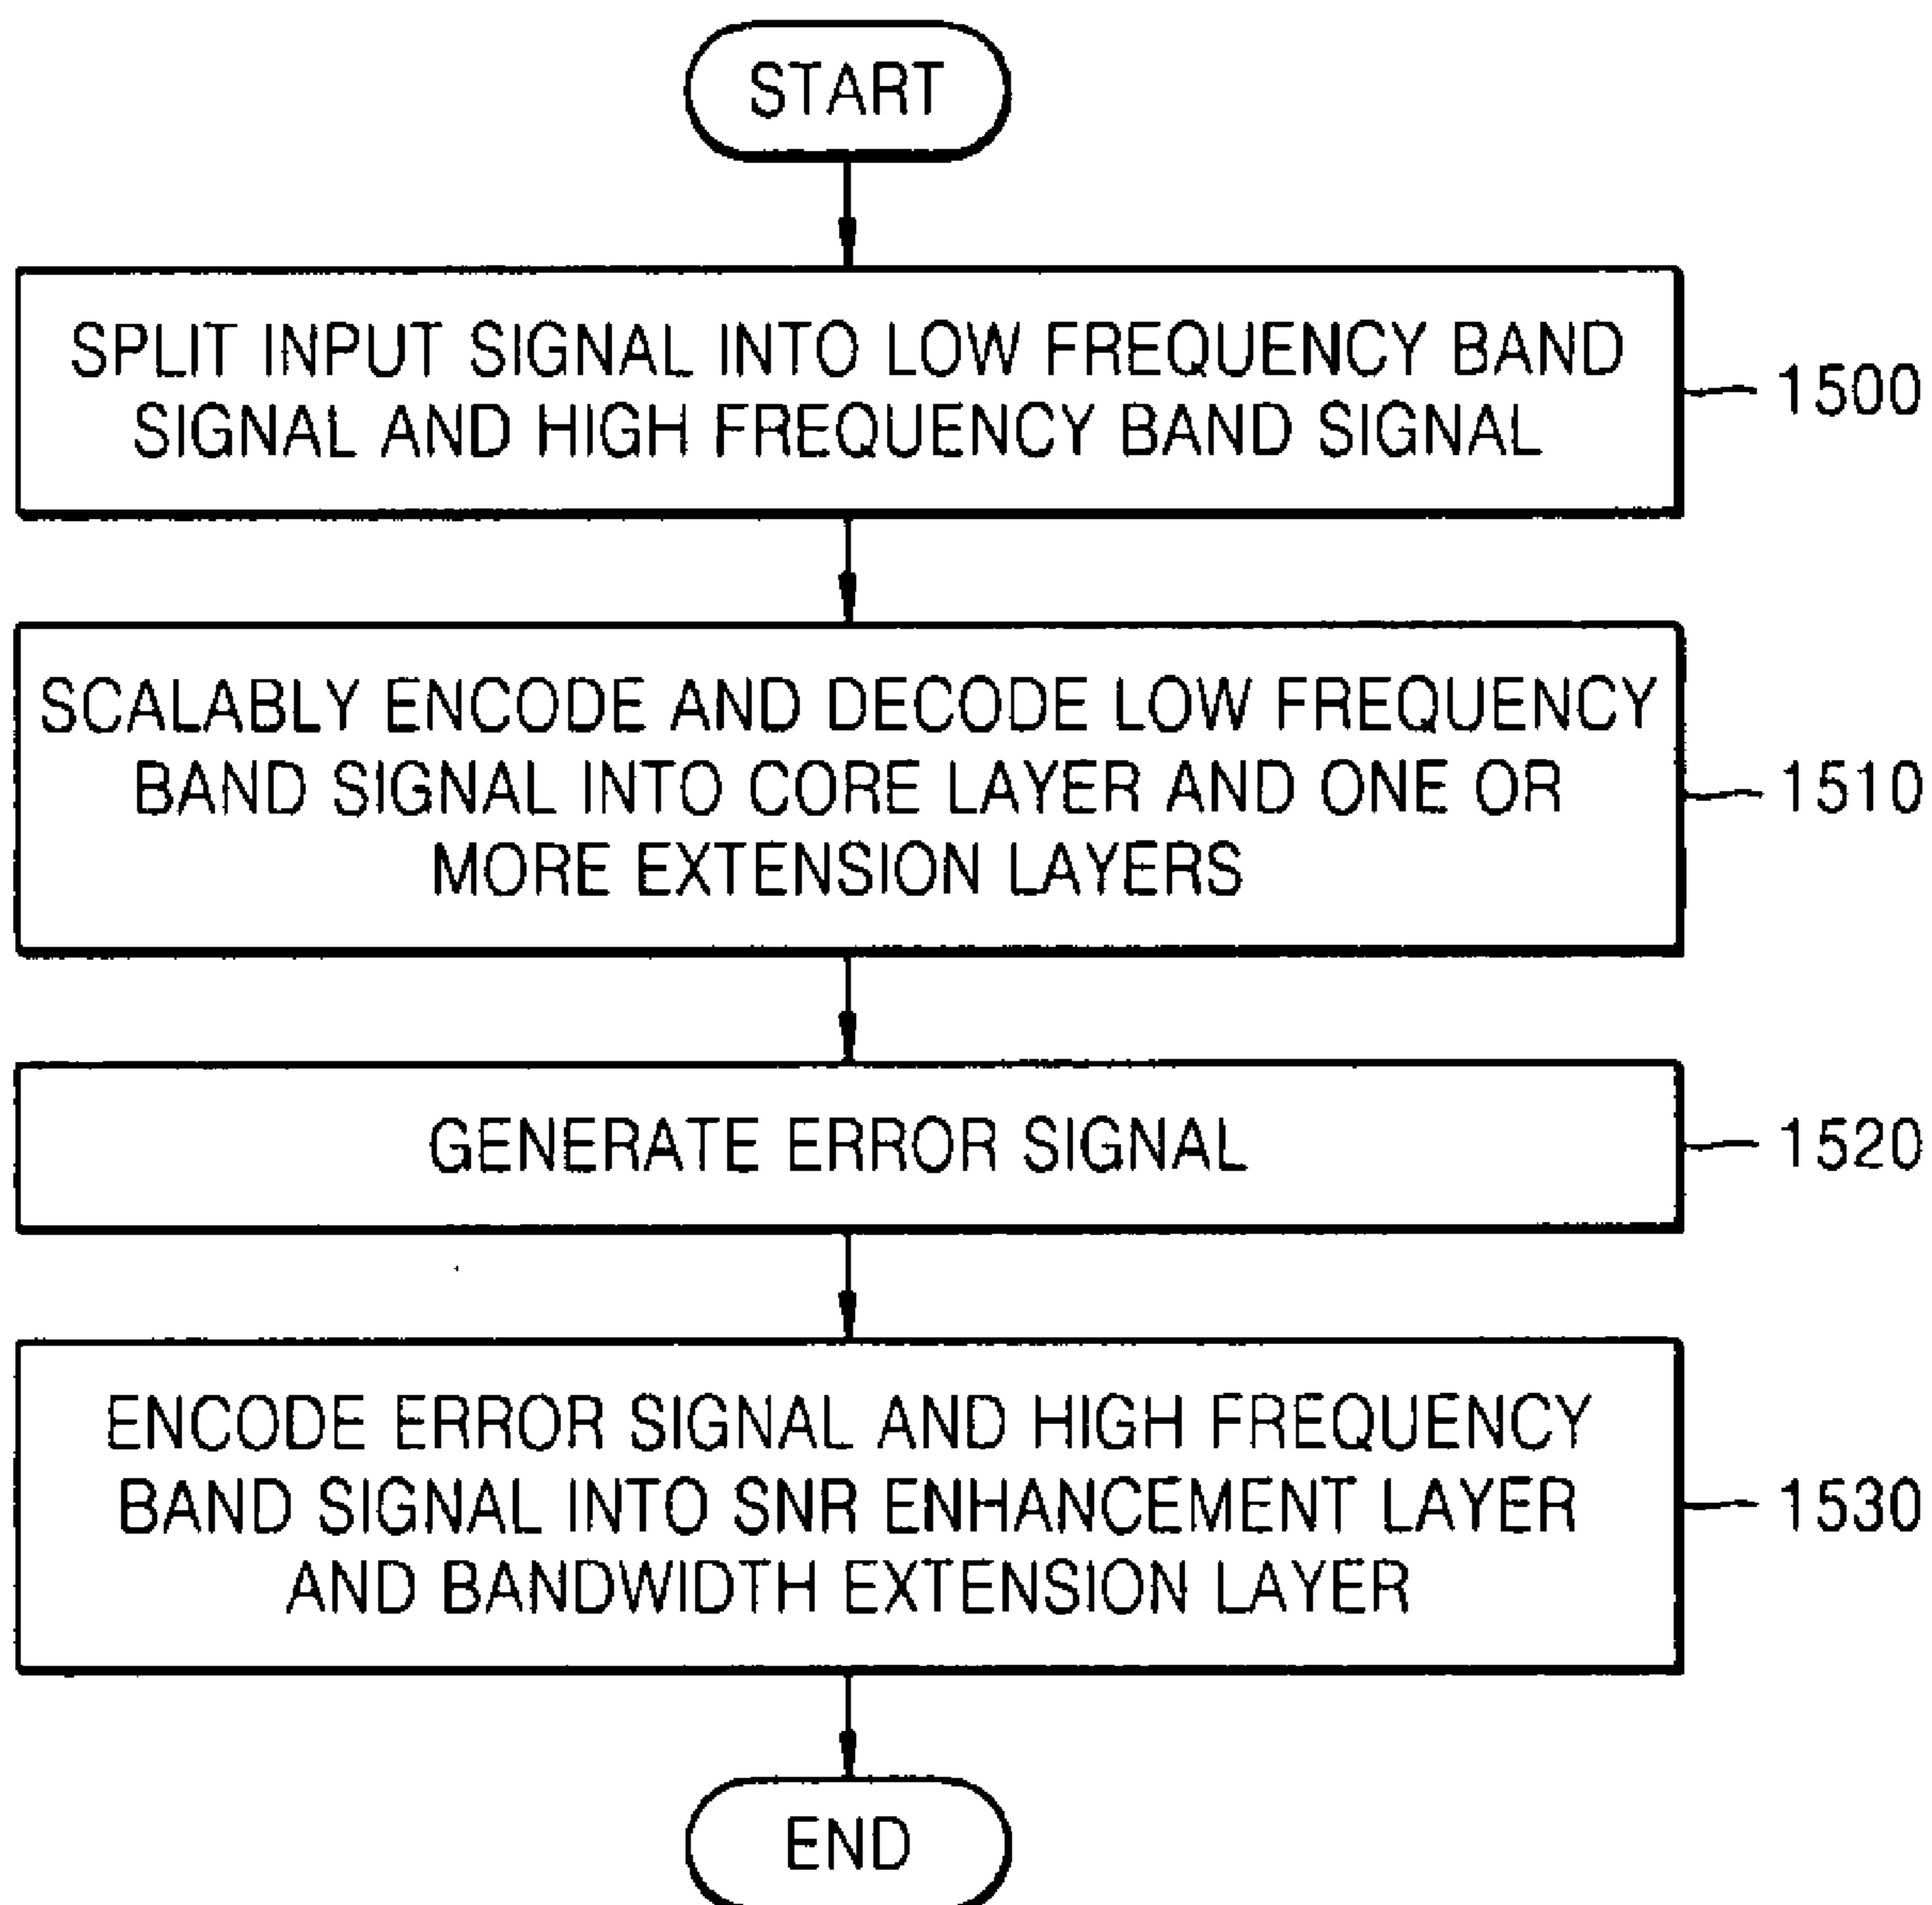 START
SPLIT INPUT SIGNAL INTO LOW FREQUENCY BAND
SIGNAL AND HIGH FREQUENCY BAND SIGNAL
1500
SCALABLY ENCODE AND DECODE LOW FREQUENCY
BAND SIGNAL INTO CORE LAYER AND ONE OR
MORE EXTENSION LAYERS
1510
GENERATE ERROR SIGNAL
1520
ENCODE ERROR SIGNAL AND HIGH FREQUENCY
BAND SIGNAL INTO SNR ENHANCEMENT LAYER
AND BANDWIDTH EXTENSION LAYER
1530
END